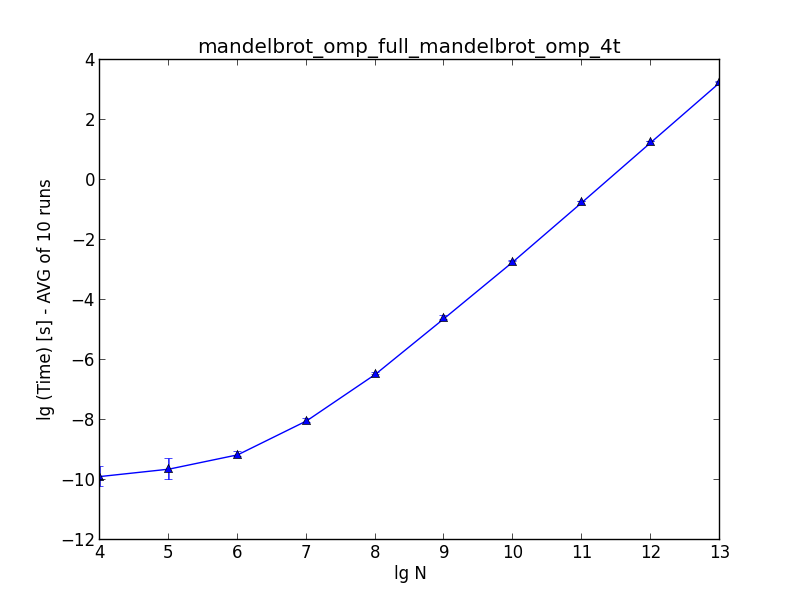 mandelbrot_omp_full_mandelbrot_omp_4t
4
2
0
−2
−4
−6
−8
−10
−12
lg (Time) [s] - AVG of 10 runs
4 5 6 7 8 9 10 11 12 13
lg N